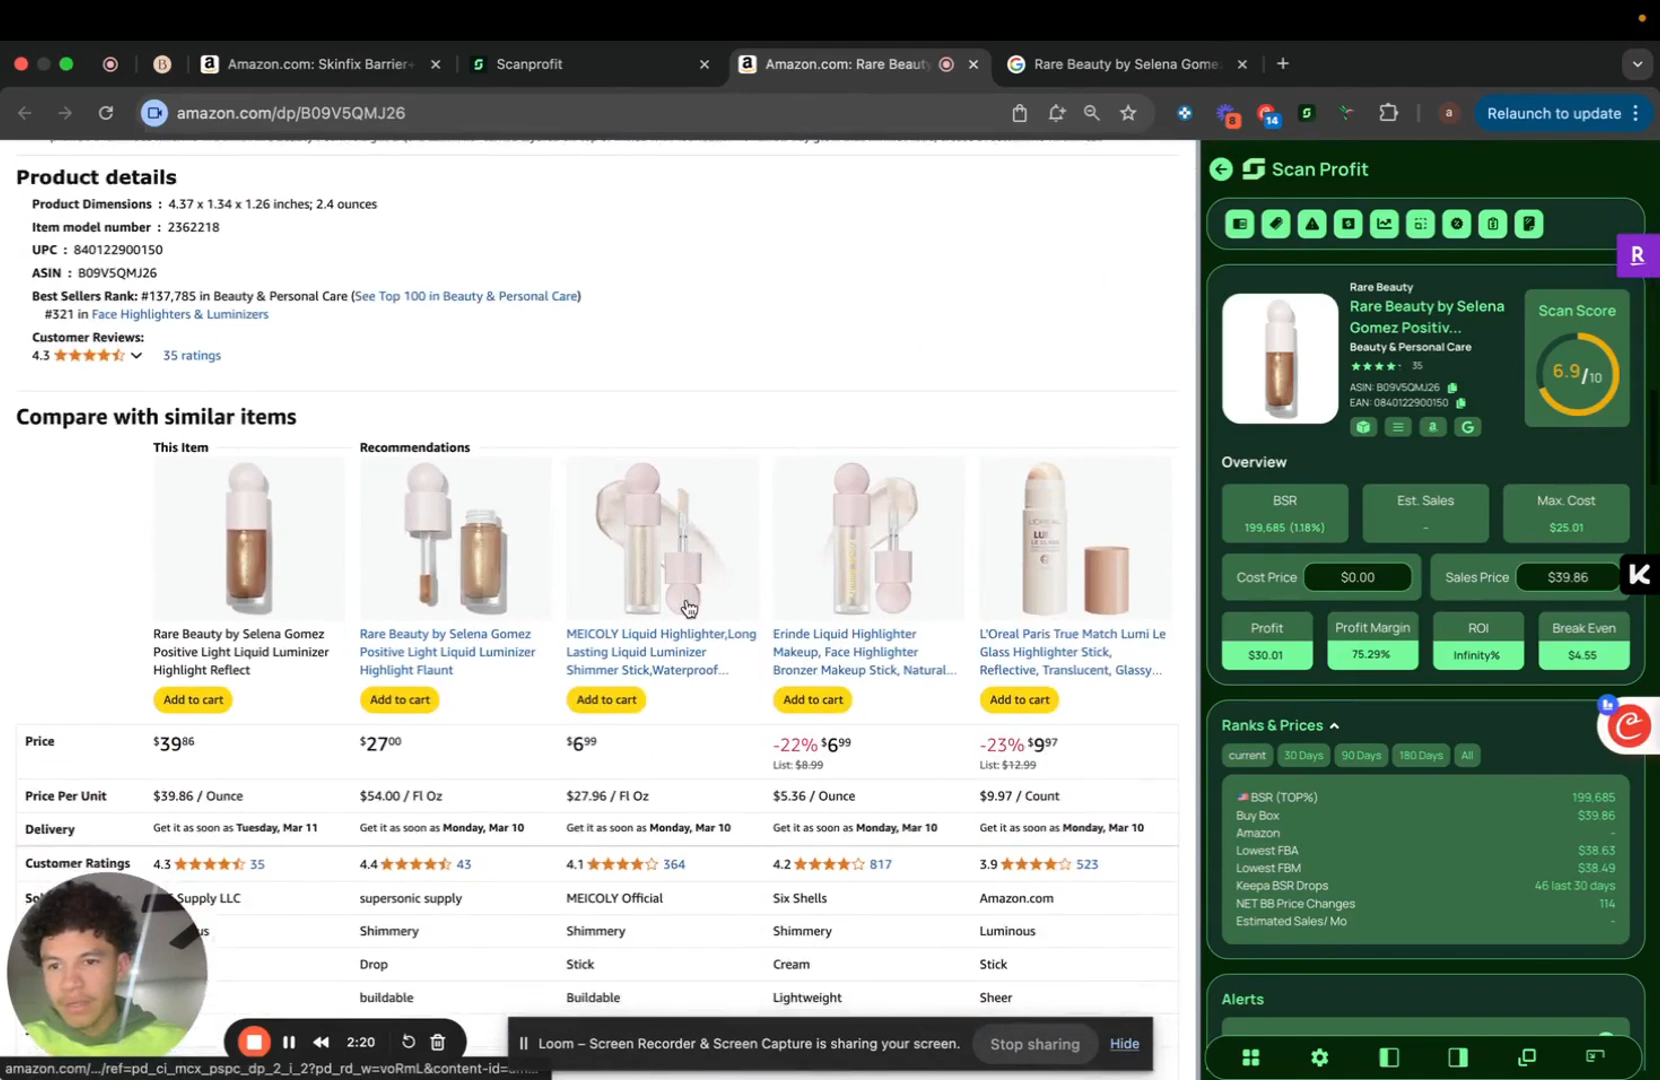 Amazon.com: Skinfix Barrier+
Scanprofit
Amazon.com: Rare Beauty
Rare Beauty by Selena Gome
amazon.com/dp/B09V5QMJ26
8
14
a
Relaunch to update
Product details
Product Dimensions : 4.37 x 1.34 x 1.26 inches; 2.4 ounces
Item model number : 2362218
UPC : 840122900150
ASIN : B09V5QMJ26
Best Sellers Rank: #137,785 in Beauty & Personal Care (See Top 100 in Beauty & Personal Care)
#321 in Face Highlighters & Luminizers
Customer Reviews:
4.3 35 ratings
Compare with similar items
This Item
Recommendations
Rare Beauty by Selena Gomez
Positive Light Liquid Luminizer
Highlight Reflect
Add to cart
Rare Beauty by Selena Gomez
Positive Light Liquid Luminizer
Highlight Flaunt
Add to cart
MEICOLY Liquid Highlighter,Long
Lasting Liquid Luminizer
Shimmer Stick,Waterproof...
Add to cart
Erinde Liquid Highlighter
Makeup, Face Highlighter
Bronzer Makeup Stick, Natural...
Add to cart
L'Oreal Paris True Match Lumi Le
Glass Highlighter Stick,
Reflective, Translucent, Glassy...
Add to cart
Price $39.86 $27.00 $6.99 -22% $6.99 -23% $9.97
List: $8.99 List: $12.99
Price Per Unit $39.86 / Ounce $54.00 / Fl Oz $27.96 / Fl Oz $5.36 / Ounce $9.97 / Count
Delivery Get it as soon as Tuesday, Mar 11 Get it as soon as Monday, Mar 10 Get it as soon as Monday, Mar 10 Get it as soon as Monday, Mar 10 Get it as soon as Monday, Mar 10
Customer Ratings 4.3 35 4.4 43 4.1 364 4.2 817 3.9 523
Supply LLC supersonic supply MEICOLY Official Six Shells Amazon.com
Shimmery Shimmery Shimmery Luminous
Drop Stick Cream Stick
buildable Buildable Lightweight Sheer
2:20
Loom – Screen Recorder & Screen Capture is sharing your screen.
Stop sharing
Hide
Scan Profit
R
Rare Beauty
Rare Beauty by Selena
Gomez Positiv...
Beauty & Personal Care
35
ASIN: B09V5QMJ26
EAN: 0840122900150
Scan Score
6.9/10
Overview
BSR
199,685 (1.18%)
Est. Sales
-
Max. Cost
$25.01
Cost Price $0.00
Sales Price $39.86
Profit
$30.01
Profit Margin
75.29%
ROI
Infinity%
Break Even
$4.55
Ranks & Prices
current 30 Days 90 Days 180 Days All
BSR (TOP%) 199,685
Buy Box $39.86
Amazon -
Lowest FBA $38.63
Lowest FBM $38.49
Keepa BSR Drops 46 last 30 days
NET BB Price Changes 114
Estimated Sales/ Mo -
Alerts